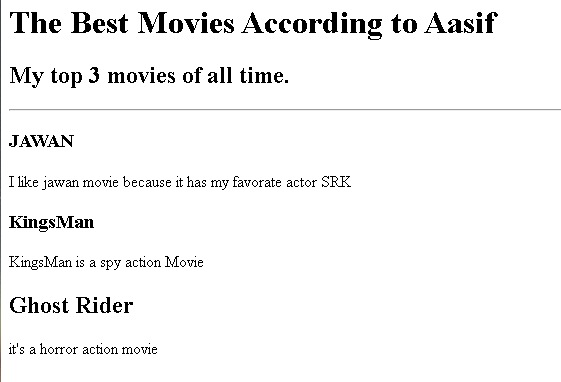 The Best Movies According to Aasif
My top 3 movies of all time.
JAWAN
I like jawan movie because it has my favorate actor SRK
KingsMan
KingsMan is a spy action Movie
Ghost Rider
it's a horror action movie